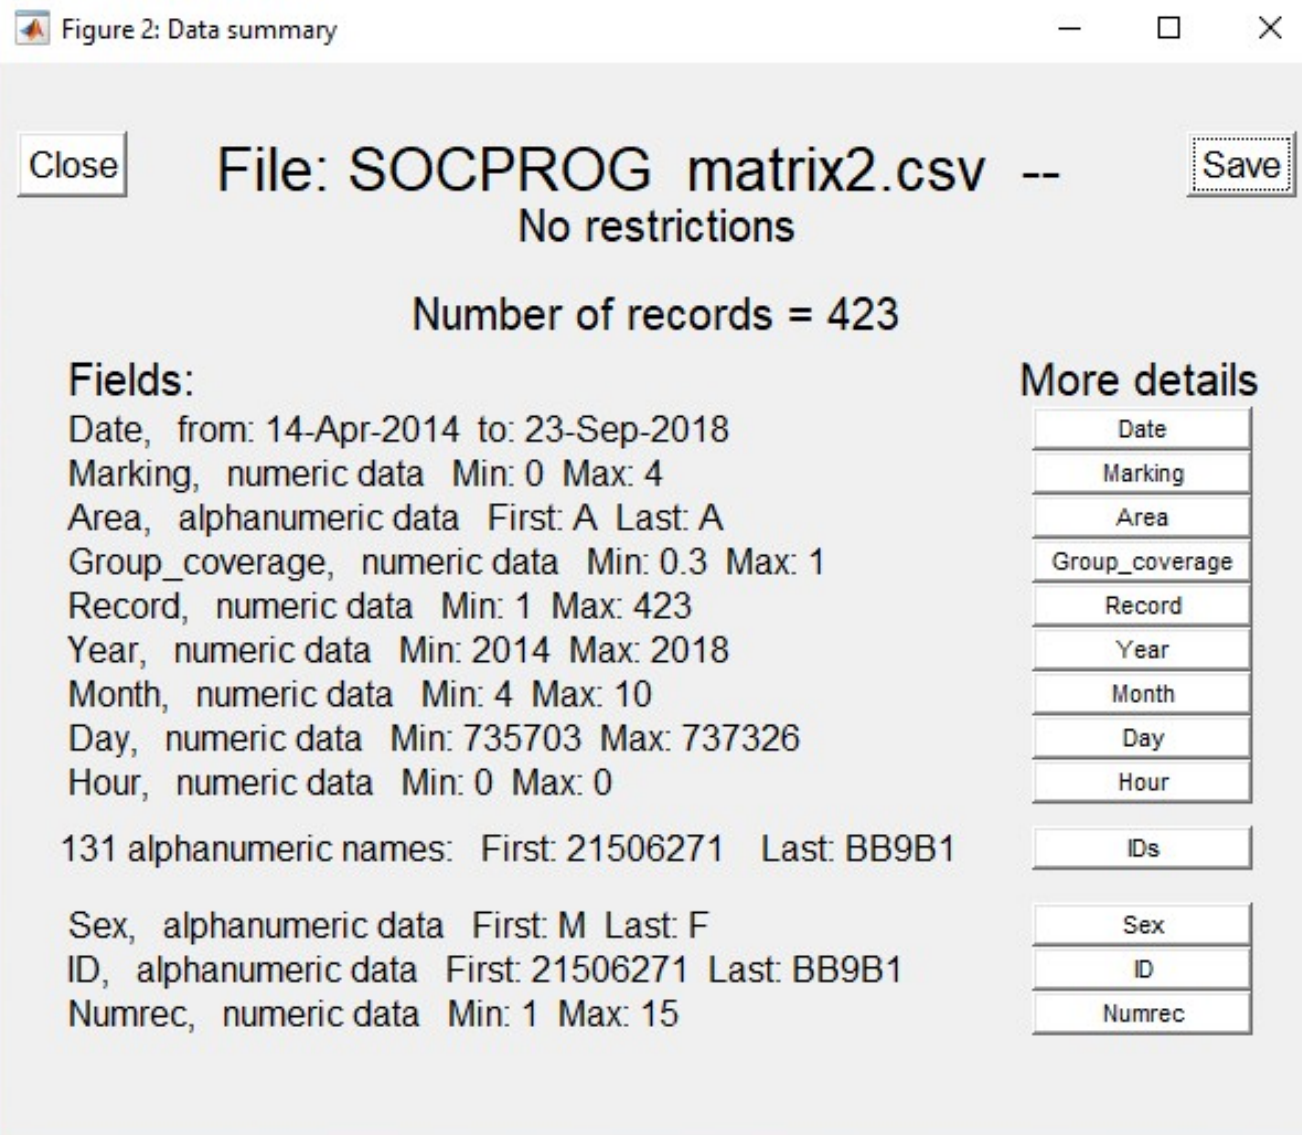 Figure 2: Data summary
Close
File: SOCPROG matrix2.csv --
Save
No restrictions
Number of records = 423
Fields:
More details
Date, from: 14-Apr-2014 to: 23-Sep-2018
Date
Marking, numeric data Min: 0 Max: 4
Marking
Area, alphanumeric data First: A Last: A
Area
Group_coverage, numeric data Min: 0.3 Max: 1
Group_coverage
Record, numeric data Min: 1 Max: 423
Record
Year, numeric data Min: 2014 Max: 2018
Year
Month, numeric data Min: 4 Max: 10
Month
Day, numeric data Min: 735703 Max: 737326
Day
Hour, numeric data Min: 0 Max: 0
Hour
131 alphanumeric names: First: 21506271 Last: BB9B1
IDs
Sex, alphanumeric data First: M Last: F
Sex
ID, alphanumeric data First: 21506271 Last: BB9B1
ID
Numrec, numeric data Min: 1 Max: 15
Numrec